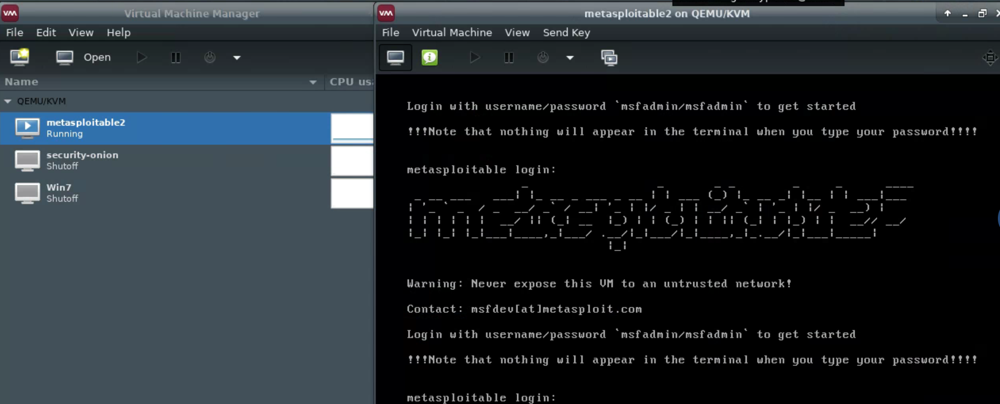 Virtual Machine Manager
File Edit View Help
Open
Name CPU usa
QEMU/KVM
metasploitable2
Running
security-onion
Shutoff
Win7
Shutoff
metasploitable2 on QEMU/KVM
File Virtual Machine View Send Key
Login with username/password `msfadmin/msfadmin` to get started
!!!Note that nothing will appear in the terminal when you type your password!!!!
metasploitable login:
metasploitable2
Warning: Never expose this VM to an untrusted network!
Contact: msfdev[at]metasploit.com
Login with username/password `msfadmin/msfadmin` to get started
!!!Note that nothing will appear in the terminal when you type your password!!!!
metasploitable login: